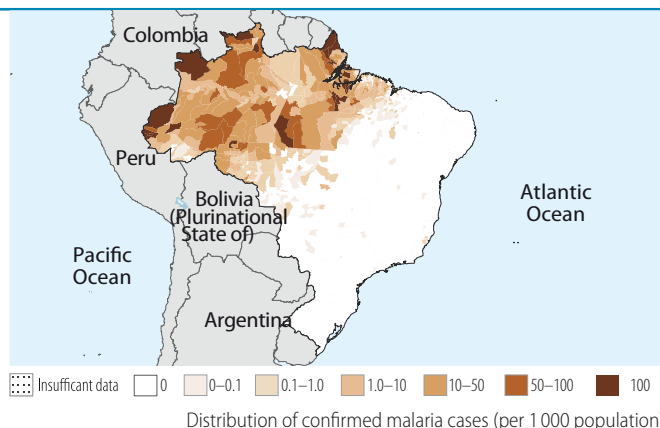 Colombia
Peru
Bolivia
(Plurinational
State of)
Atlantic
Ocean
Pacific
Ocean
Argentina
Insufficant data
0
0–0.1
0.1–1.0
1.0–10
10–50
50–100
100
Distribution of confirmed malaria cases (per 1 000 population